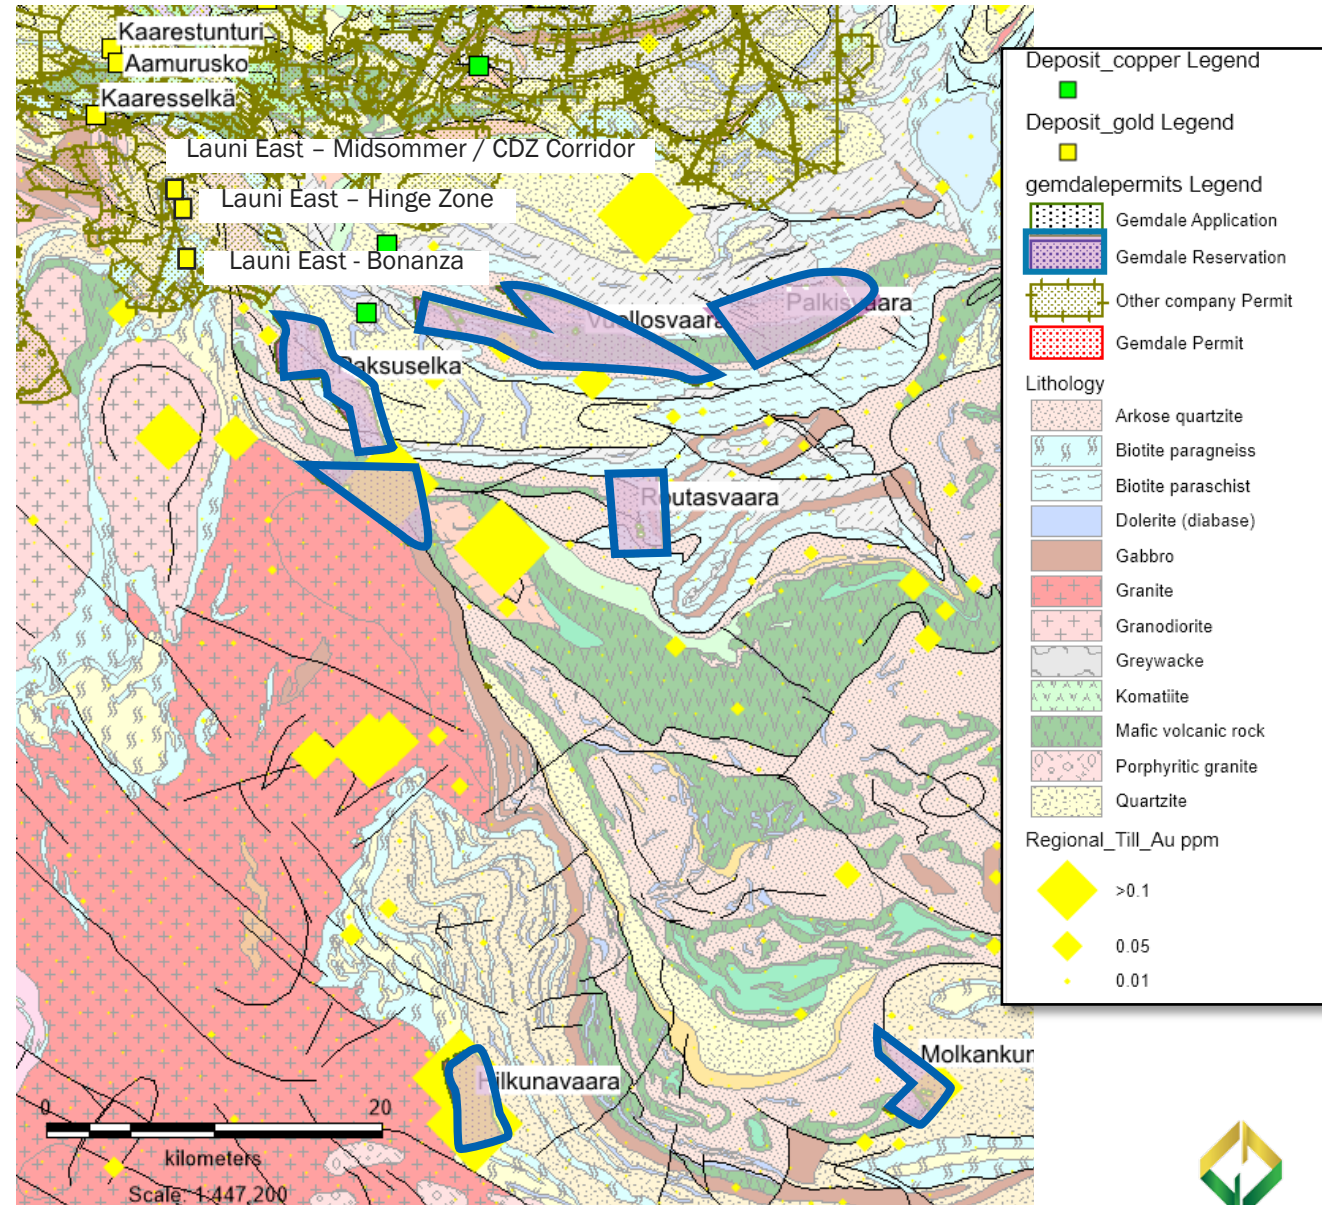 Kaarestunturi
Aamurusko
Kaaresselkä
Launi East – Midsommer / CDZ Corridor
Launi East – Hinge Zone
Launi East - Bonanza
Palkisvaara
Vuollosvaara
Paksuselka
Routasvaara
Molkankur
Hilkunavaara
0 20
kilometers
Scale: 1:447,200
Deposit_copper Legend
Deposit_gold Legend
gemdalepermits Legend
Gemdale Application
Gemdale Reservation
Other company Permit
Gemdale Permit
Lithology
Arkose quartzite
Biotite paragneiss
Biotite paraschist
Dolerite (diabase)
Gabbro
Granite
Granodiorite
Greywacke
Komatiite
Mafic volcanic rock
Porphyritic granite
Quartzite
Regional_Till_Au ppm
>0.1
0.05
0.01